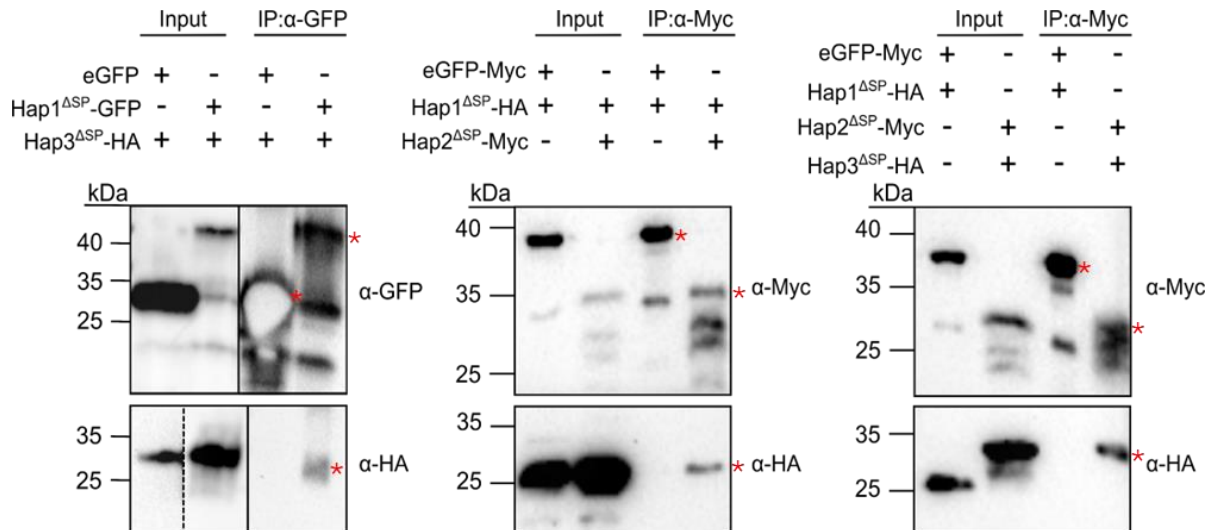 Input IP:α-GFP
eGFP + - + -
Hap1ΔSP-GFP - + - +
Hap3ΔSP-HA + + + +
kDa
40
35
25
* * α-GFP
35
25
* α-HA
Input IP:α-Myc
eGFP-Myc + - + -
Hap1ΔSP-HA + + + +
Hap2ΔSP-Myc - + - +
kDa
40
35
25
* * α-Myc
35
25
* α-HA
Input IP:α-Myc
eGFP-Myc + - + -
Hap1ΔSP-HA + - + -
Hap2ΔSP-Myc - + - +
Hap3ΔSP-HA - + - +
kDa
40
35
25
* * α-Myc
35
25
* α-HA